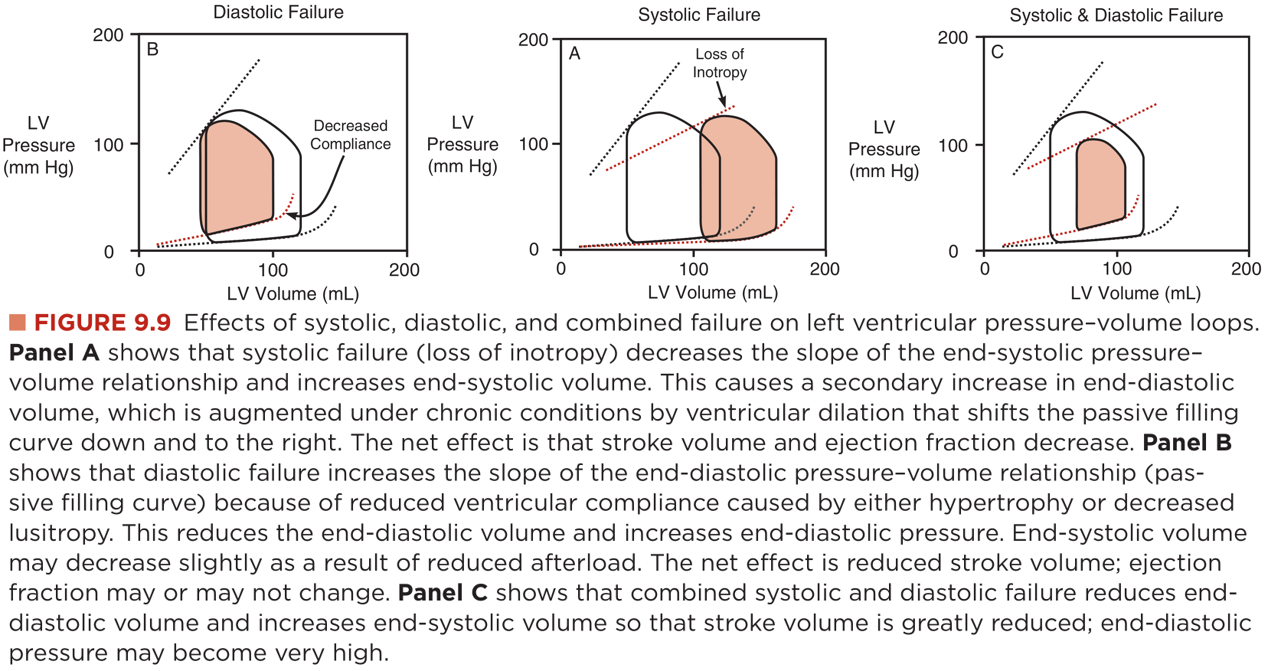 Diastolic Failure
200
B
LV
Pressure
(mm Hg)
100
Decreased
Compliance
0
0
100
200
LV Volume (mL)
Systolic Failure
200
A
Loss of
Inotropy
LV
Pressure
(mm Hg)
100
0
0
100
200
LV Volume (mL)
Systolic & Diastolic Failure
200
C
LV
Pressure
(mm Hg)
100
0
0
100
200
LV Volume (mL)
FIGURE 9.9 Effects of systolic, diastolic, and combined failure on left ventricular pressure–volume loops.
Panel A shows that systolic failure (loss of inotropy) decreases the slope of the end-systolic pressure–
volume relationship and increases end-systolic volume. This causes a secondary increase in end-diastolic
volume, which is augmented under chronic conditions by ventricular dilation that shifts the passive filling
curve down and to the right. The net effect is that stroke volume and ejection fraction decrease. Panel B
shows that diastolic failure increases the slope of the end-diastolic pressure–volume relationship (pas-
sive filling curve) because of reduced ventricular compliance caused by either hypertrophy or decreased
lusitropy. This reduces the end-diastolic volume and increases end-diastolic pressure. End-systolic volume
may decrease slightly as a result of reduced afterload. The net effect is reduced stroke volume; ejection
fraction may or may not change. Panel C shows that combined systolic and diastolic failure reduces end-
diastolic volume and increases end-systolic volume so that stroke volume is greatly reduced; end-diastolic
pressure may become very high.